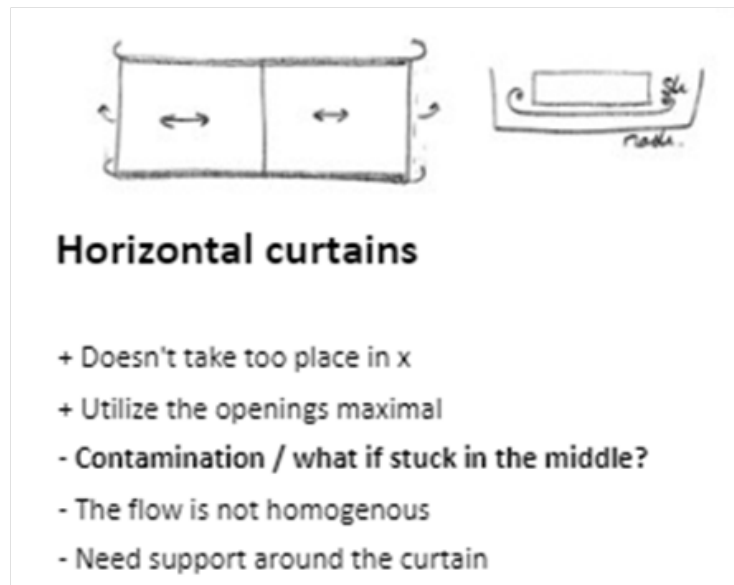 Horizontal curtains
+ Doesn't take too place in x
+ Utilize the openings maximal
- Contamination / what if stuck in the middle?
- The flow is not homogenous
- Need support around the curtain